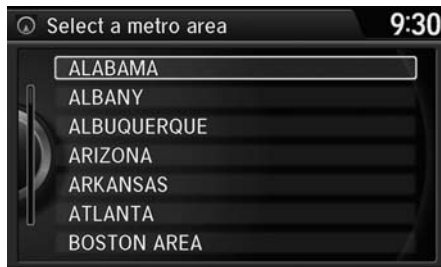 Select a metro area
9:30
ALABAMA
ALBANY
ALBUQUERQUE
ARIZONA
ARKANSAS
ATLANTA
BOSTON AREA